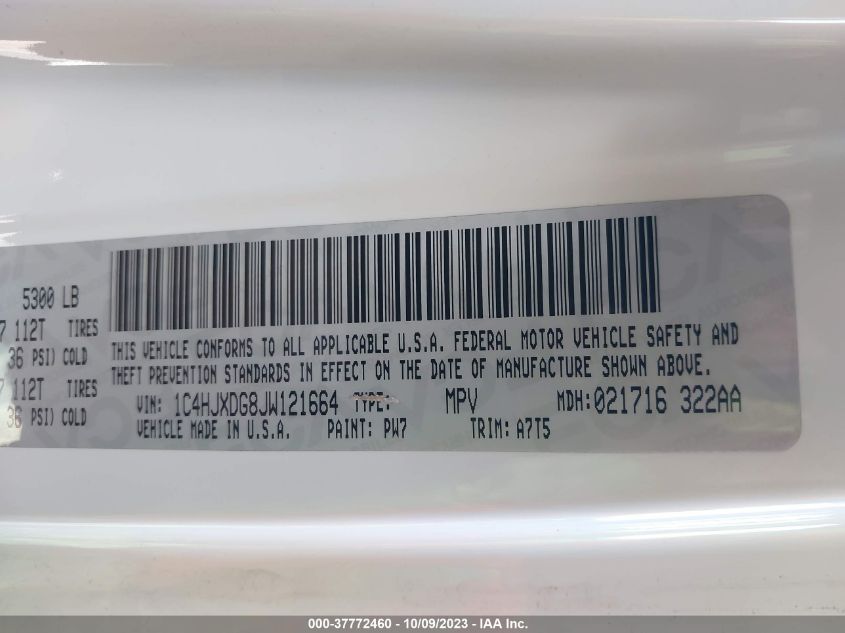 5300 LB
7 112T TIRES
36 PSI) COLD
7 112T TIRES
36 PSI) COLD
THIS VEHICLE CONFORMS TO ALL APPLICABLE U.S.A. FEDERAL MOTOR VEHICLE SAFETY AND
THEFT PREVENTION STANDARDS IN EFFECT ON THE DATE OF MANUFACTURE SHOWN ABOVE.
VIN: 1C4HJXDG8JW121664 TYPE: MPV MDH:021716 322AA
VEHICLE MADE IN U.S.A. PAINT: PW7 TRIM: A7T5
000-37772460 - 10/09/2023 - IAA Inc.